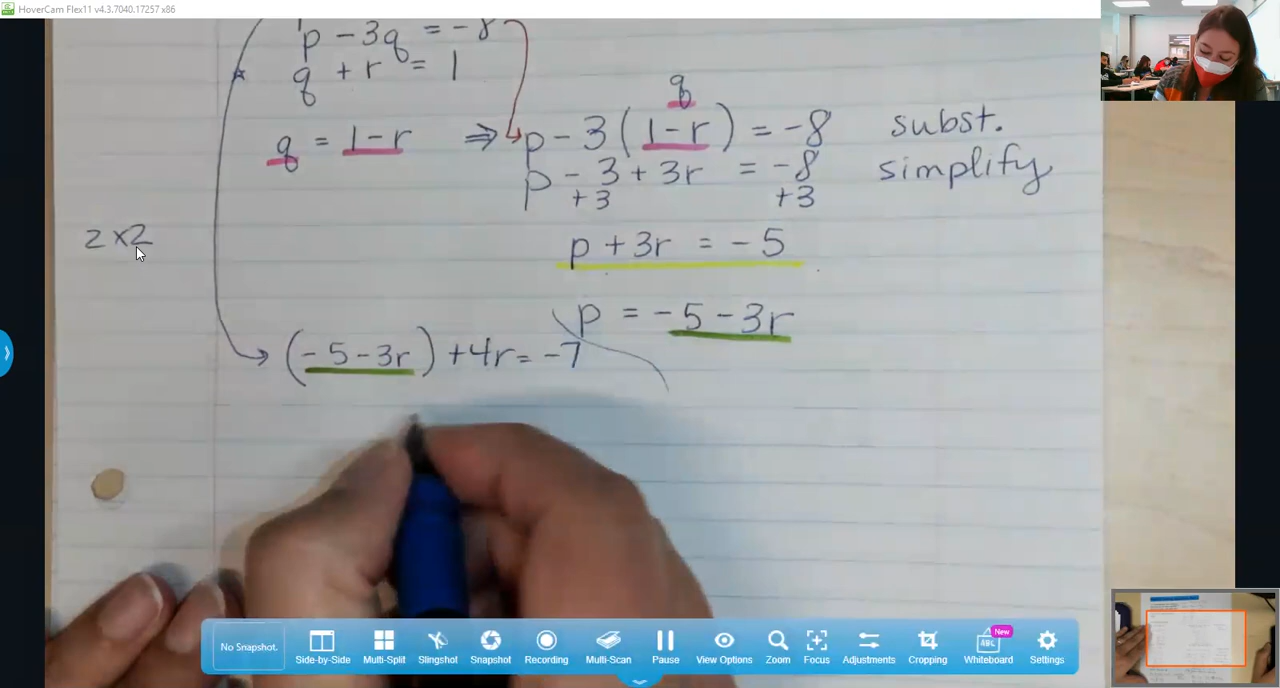 HoverCam Flex11 v4.3.7040.17257 x86
p - 3q = -8
q + r = 1
q
q = 1 - r ⇒ p - 3(1 - r) = -8 subst.
p - 3 + 3r = -8 simplify
+3 +3
2 x2
p + 3r = -5
p = -5 - 3r
(-5 - 3r) + 4r = -7
No Snapshot.
Side-by-Side Multi-Split Slingshot Snapshot Recording Multi-Scan Pause View Options Zoom Focus Adjustments Cropping Whiteboard Settings
New
ABC